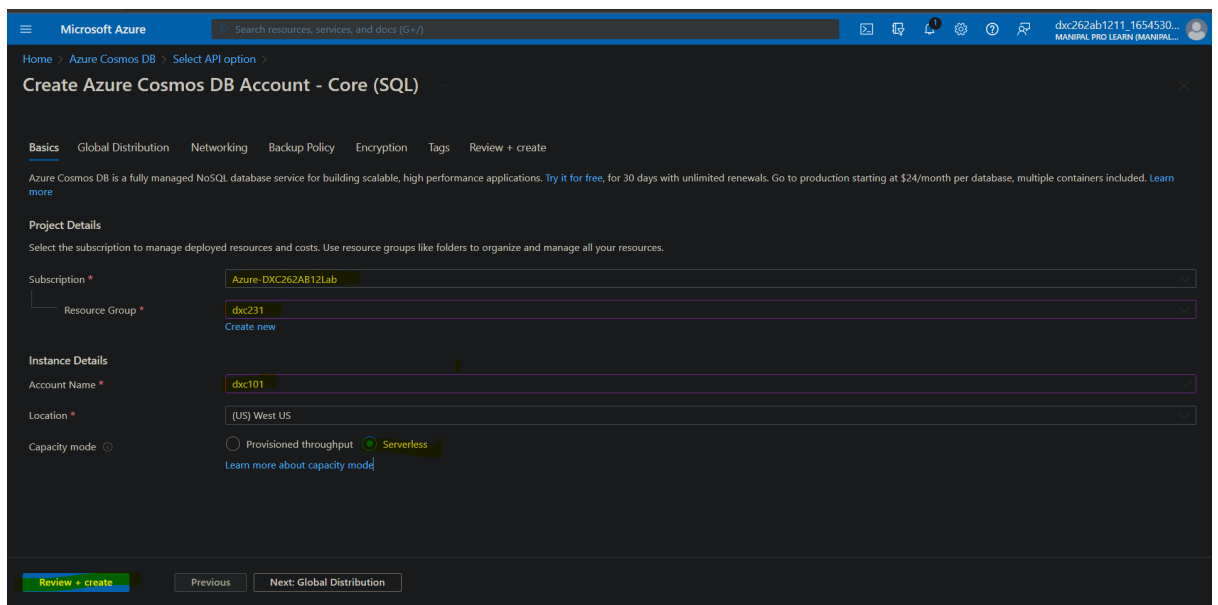 Microsoft Azure
Search resources, services, and docs (G+/)
1
dxc262ab1211_1654530...
MANIPAL PRO LEARN (MANIPAL...
Home > Azure Cosmos DB > Select API option >
Create Azure Cosmos DB Account - Core (SQL) ...
Basics Global Distribution Networking Backup Policy Encryption Tags Review + create
Azure Cosmos DB is a fully managed NoSQL database service for building scalable, high performance applications. Try it for free, for 30 days with unlimited renewals. Go to production starting at $24/month per database, multiple containers included. Learn
more
Project Details
Select the subscription to manage deployed resources and costs. Use resource groups like folders to organize and manage all your resources.
Subscription * Azure-DXC262AB12Lab
Resource Group * dxc231
Create new
Instance Details
Account Name * dxc101
Location * (US) West US
Capacity mode Provisioned throughput Serverless
Learn more about capacity mode
Review + create Previous Next: Global Distribution